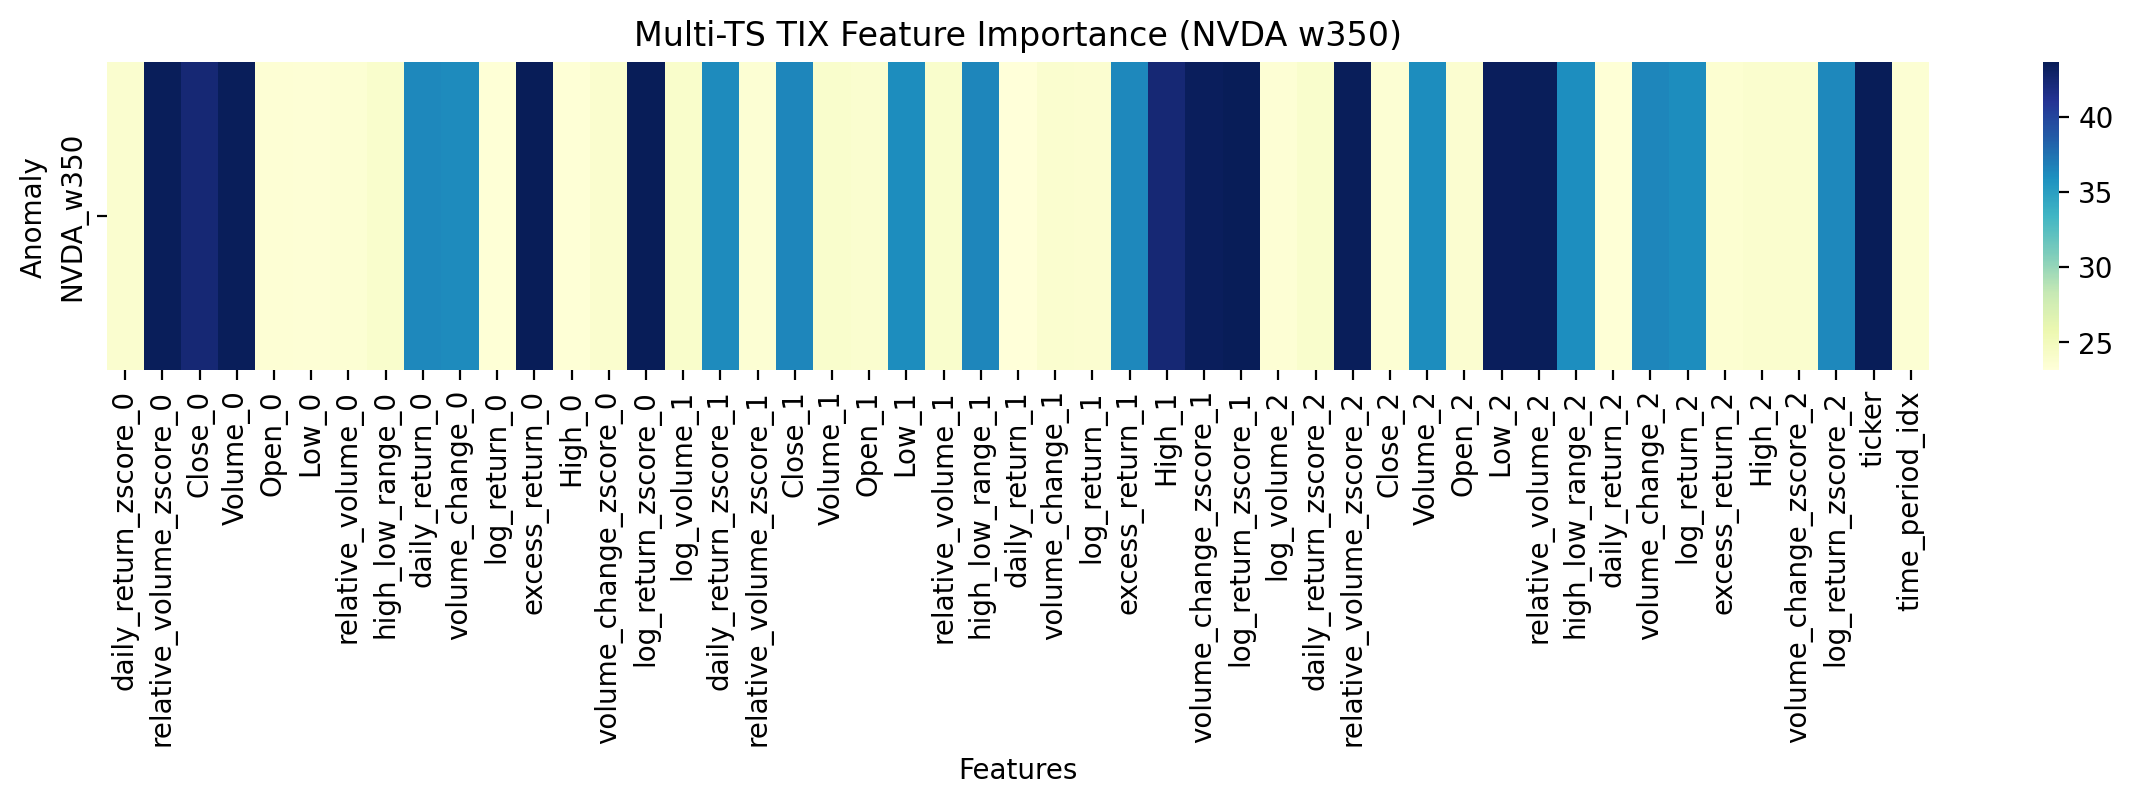 Multi-TS TIX Feature Importance (NVDA w350)
Anomaly
NVDA_w350
40
35
30
25
daily_return_zscore_0
relative_volume_zscore_0
Close_0
Volume_0
Open_0
Low_0
relative_volume_0
high_low_range_0
daily_return_0
volume_change_0
log_return_0
excess_return_0
High_0
volume_change_zscore_0
log_return_zscore_0
log_volume_1
daily_return_zscore_1
relative_volume_zscore_1
Close_1
Volume_1
Open_1
Low_1
relative_volume_1
high_low_range_1
daily_return_1
volume_change_1
log_return_1
excess_return_1
High_1
volume_change_zscore_1
log_return_zscore_1
log_volume_2
daily_return_zscore_2
relative_volume_zscore_2
Close_2
Volume_2
Open_2
Low_2
relative_volume_2
high_low_range_2
daily_return_2
volume_change_2
log_return_2
excess_return_2
High_2
volume_change_zscore_2
log_return_zscore_2
ticker
time_period_idx
Features